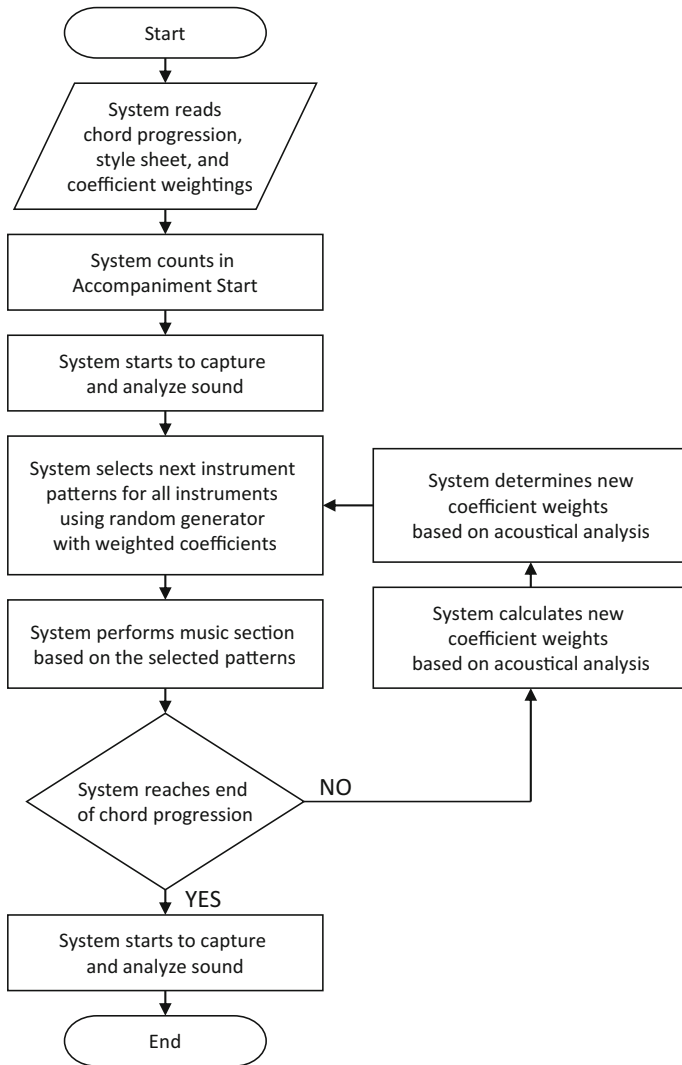 Start
System reads
chord progression,
style sheet, and
coefficient weightings
System counts in
Accompaniment Start
System starts to capture
and analyze sound
System selects next instrument
patterns for all instruments
using random generator
with weighted coefficients
System determines new
coefficient weights
based on acoustical analysis
System performs music section
based on the selected patterns
System calculates new
coefficient weights
based on acoustical analysis
System reaches end
of chord progression
NO
YES
System starts to capture
and analyze sound
End